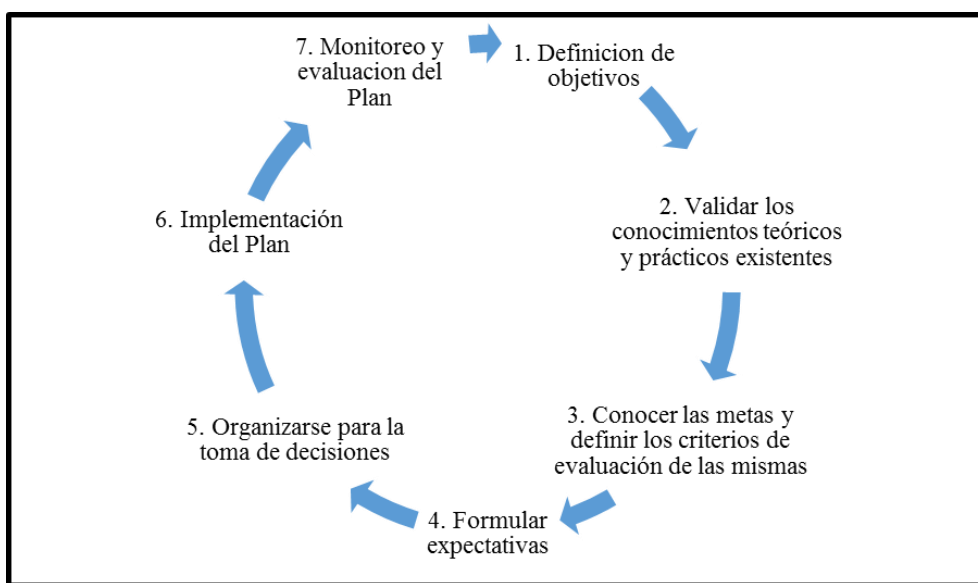 1. Definicion de
objetivos
2. Validar los
conocimientos teóricos
y prácticos existentes
3. Conocer las metas y
definir los criterios de
evaluación de las mismas
4. Formular
expectativas
5. Organizarse para la
toma de decisiones
6. Implementación
del Plan
7. Monitoreo y
evaluacion del
Plan